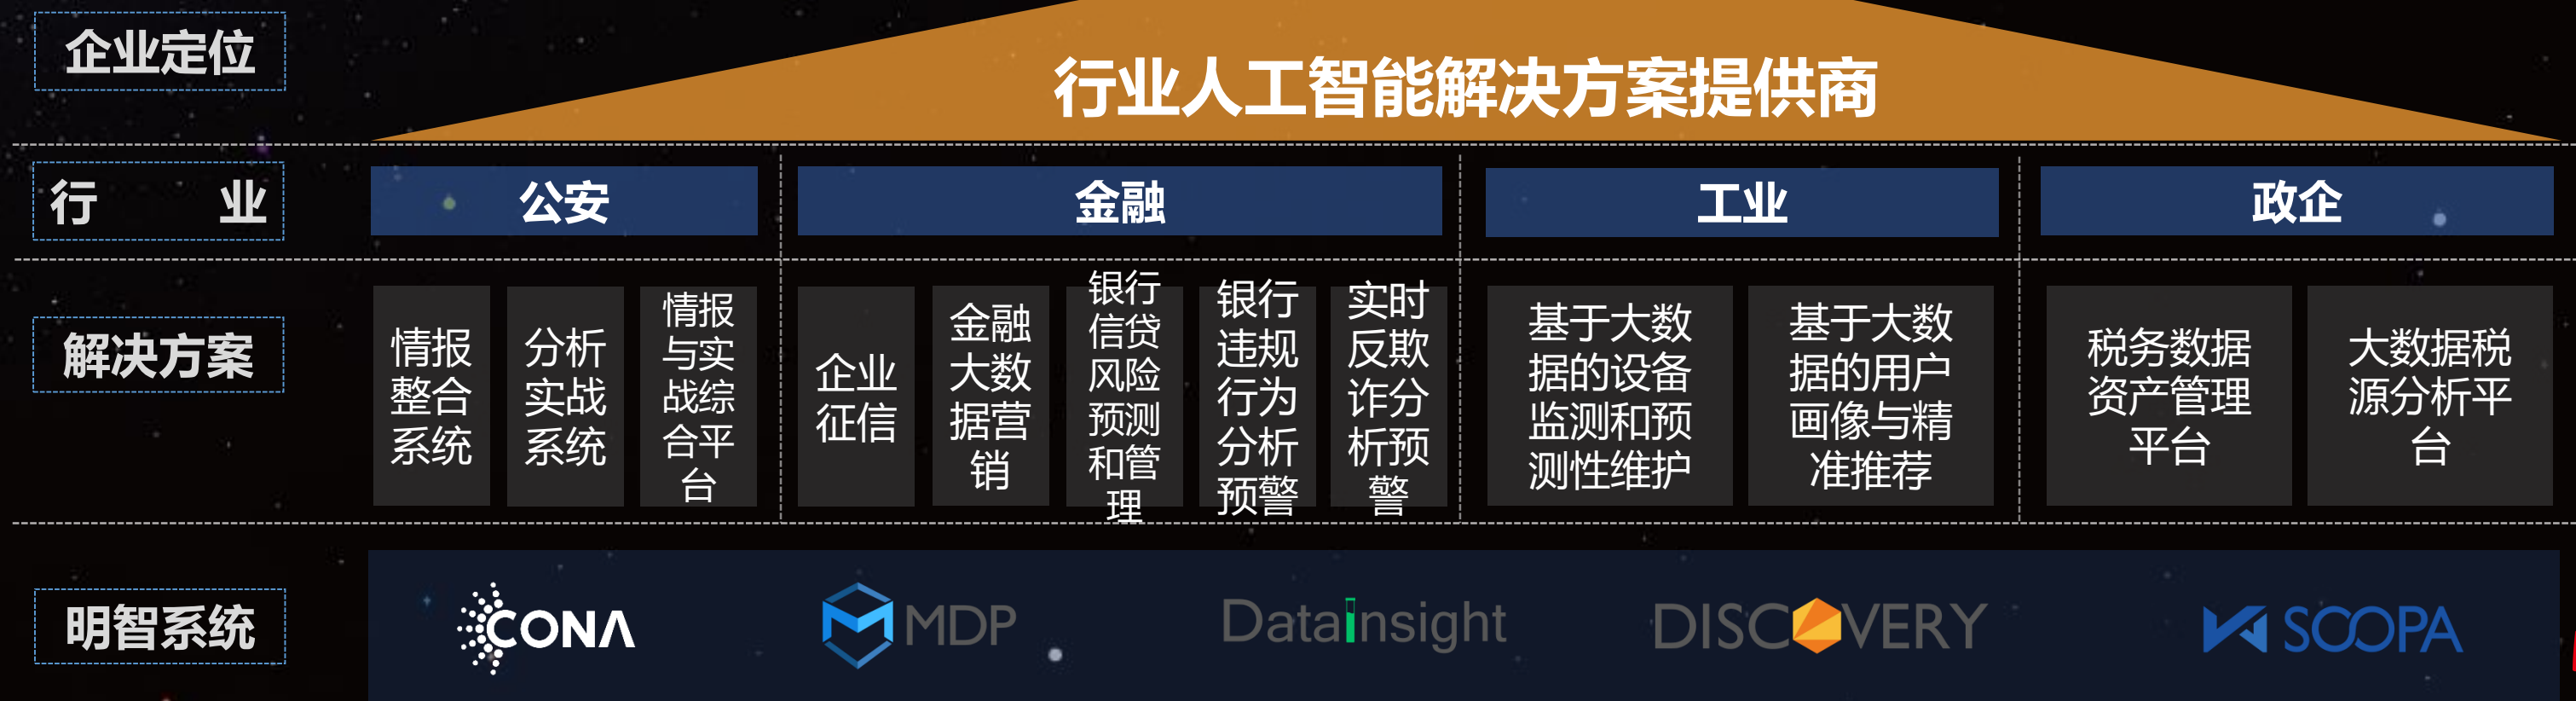 企业定位
行业人工智能解决方案提供商
行 业
公安
金融
工业
政企
解决方案
情报
整合
系统
分析
实战
系统
情报
与实
战综
合平
台
企业
征信
金融
大数
据营
销
银行
信贷
风险
预测
和管
理
银行
违规
行为
分析
预警
实时
反欺
诈分
析预
警
基于大数
据的设备
监测和预
测性维护
基于大数
据的用户
画像与精
准推荐
税务数据
资产管理
平台
大数据税
源分析平
台
明智系统
CONA
MDP
Datainsight
DISCOVERY
SCOPA